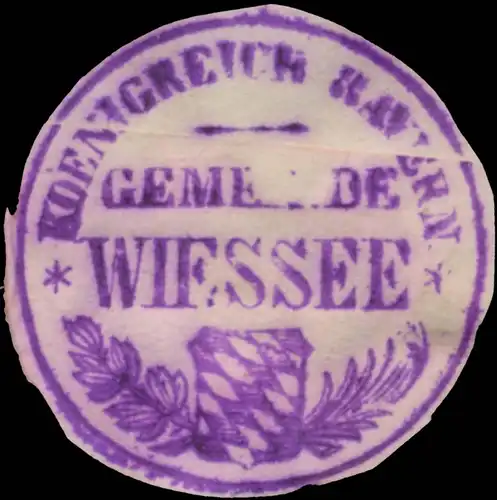 KOENIGREICH BAYERN
GEMEINDE
* WIESSEE *